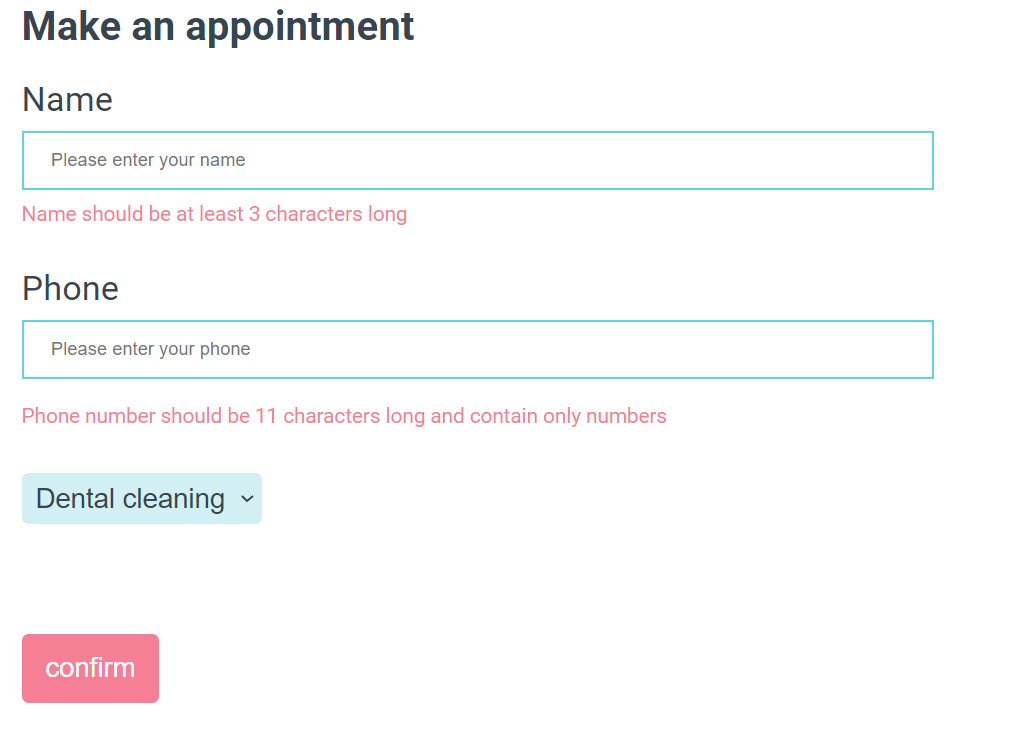 Make an appointment
Name
Please enter your name
Name should be at least 3 characters long
Phone
Please enter your phone
Phone number should be 11 characters long and contain only numbers
Dental cleaning
confirm